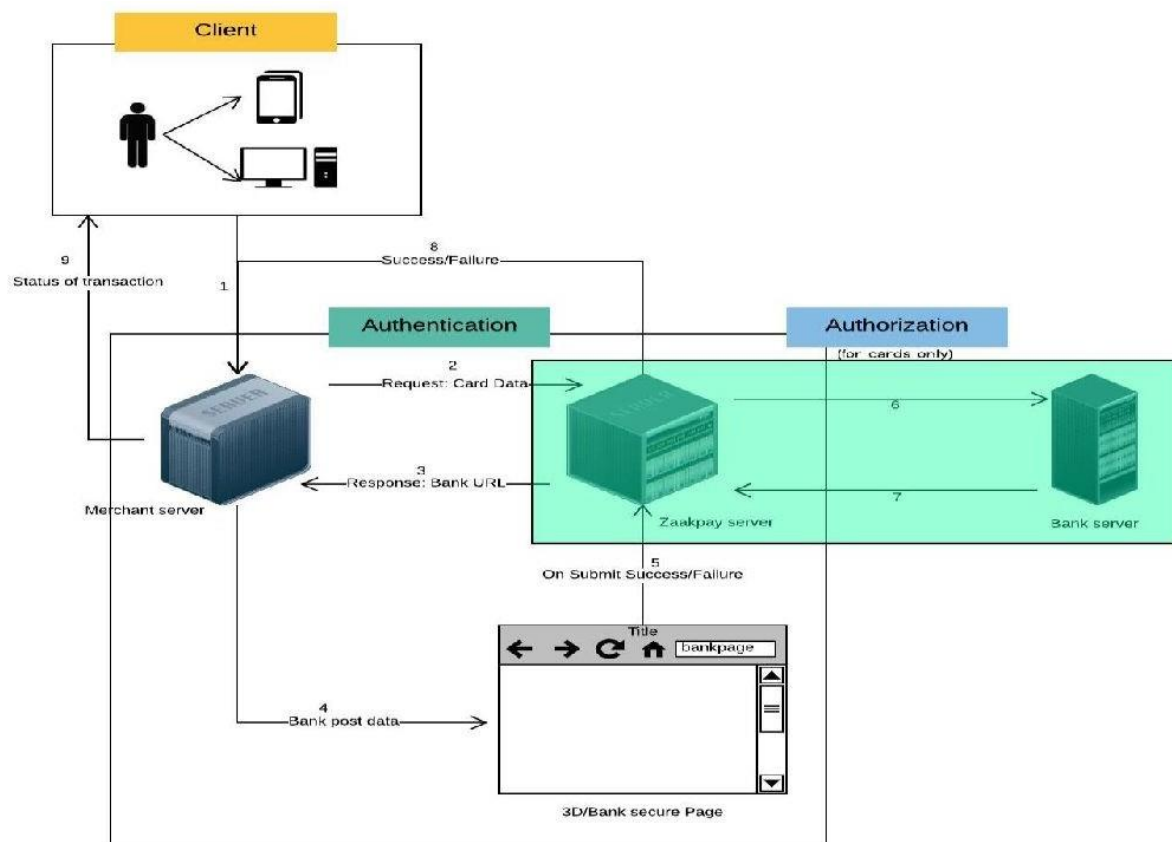 Client
9
Status of transaction
1
8
Success/Failure
Authentication
Authorization
(for cards only)
2
Request: Card Data
SERVER
SERVER
6
3
Response: Bank URL
7
Merchant server
Zaakpay server
Bank server
5
On Submit Success/Failure
Title
bankpage
4
Bank post data
3D/Bank secure Page